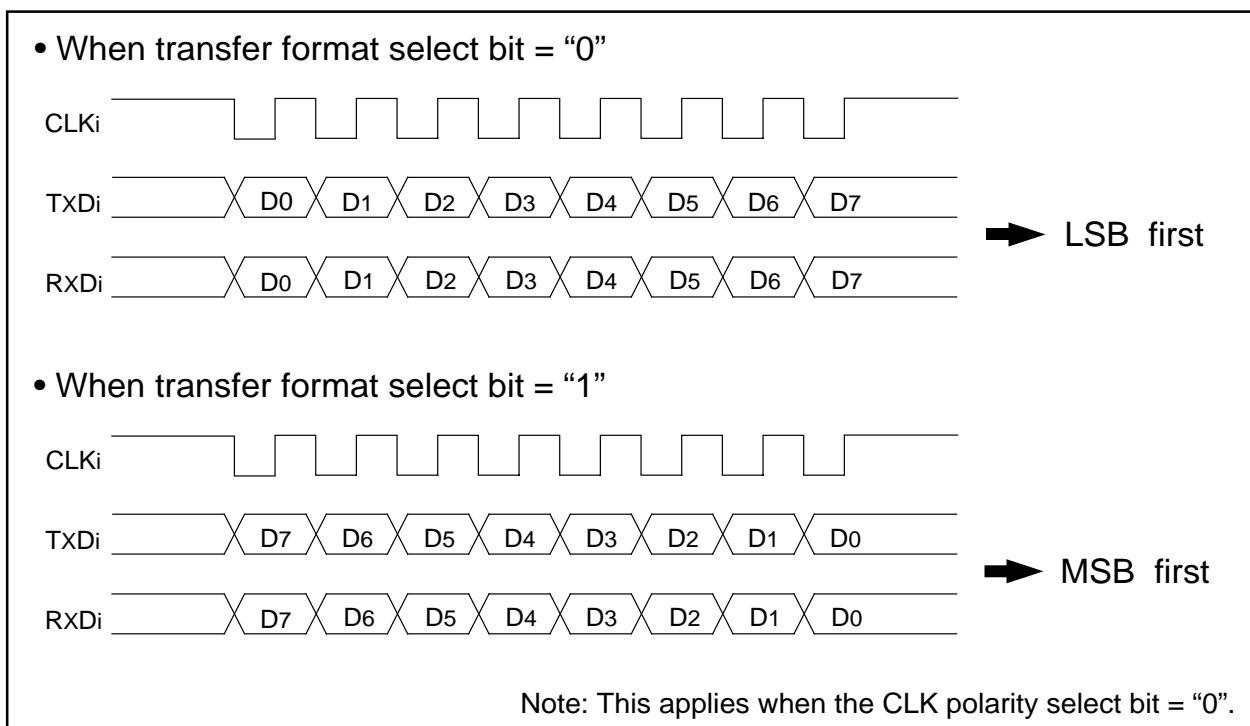 • When transfer format select bit = “0”
CLKi
TXDi D0 D1 D2 D3 D4 D5 D6 D7
LSB first
RXDi D0 D1 D2 D3 D4 D5 D6 D7
• When transfer format select bit = “1”
CLKi
TXDi D7 D6 D5 D4 D3 D2 D1 D0
MSB first
RXDi D7 D6 D5 D4 D3 D2 D1 D0
Note: This applies when the CLK polarity select bit = “0”.